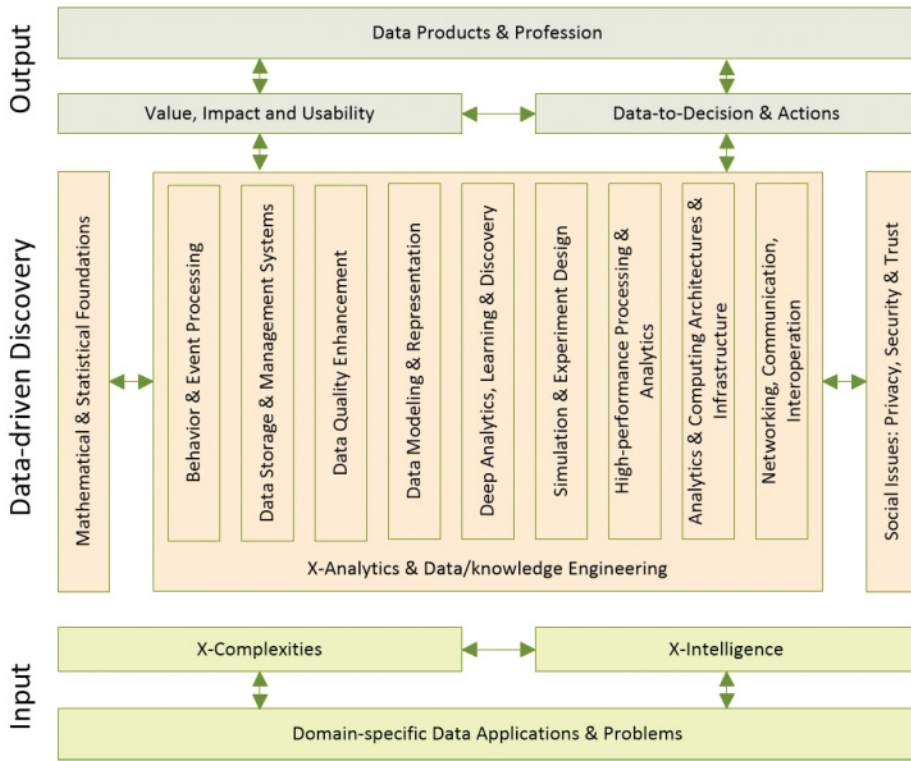 Output
Data Products & Profession
Value, Impact and Usability
Data-to-Decision & Actions
Data-driven Discovery
Mathematical & Statistical Foundations
Behavior & Event Processing
Data Storage & Management Systems
Data Quality Enhancement
Data Modeling & Representation
Deep Analytics, Learning & Discovery
Simulation & Experiment Design
High-performance Processing &
Analytics
Analytics & Computing Architectures &
Infrastructure
Networking, Communication,
Interoperation
X-Analytics & Data/knowledge Engineering
Social Issues: Privacy, Security & Trust
Input
X-Complexities
X-Intelligence
Domain-specific Data Applications & Problems